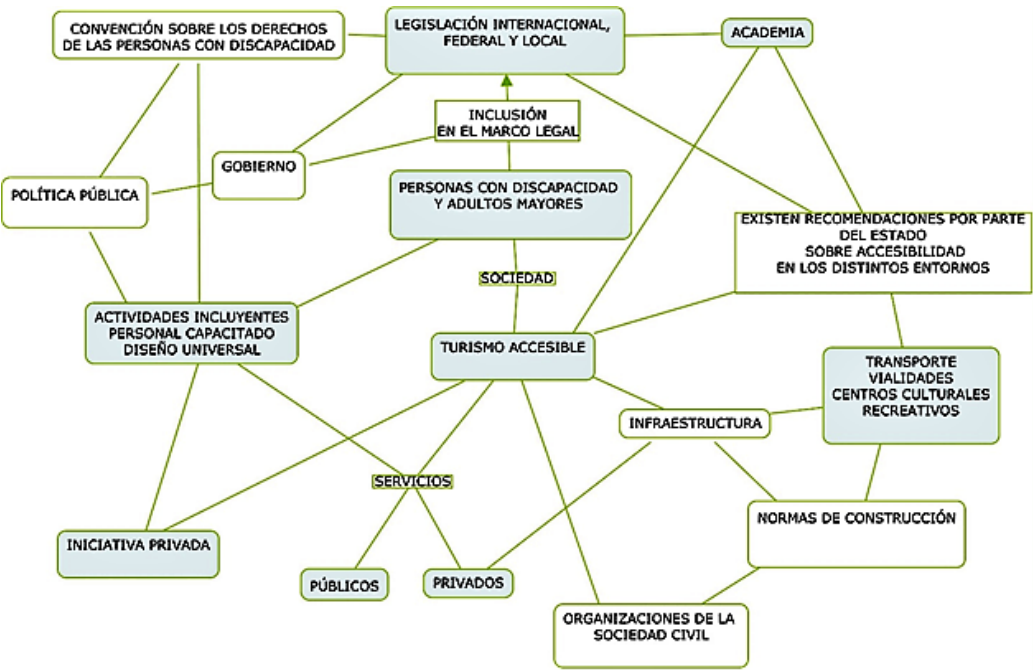 CONVENCIÓN SOBRE LOS DERECHOS
DE LAS PERSONAS CON DISCAPACIDAD
LEGISLACIÓN INTERNACIONAL,
FEDERAL Y LOCAL
ACADEMIA
INCLUSIÓN
EN EL MARCO LEGAL
GOBIERNO
POLÍTICA PÚBLICA
PERSONAS CON DISCAPACIDAD
Y ADULTOS MAYORES
EXISTEN RECOMENDACIONES POR PARTE
DEL ESTADO
SOBRE ACCESIBILIDAD
EN LOS DISTINTOS ENTORNOS
SOCIEDAD
ACTIVIDADES INCLUYENTES
PERSONAL CAPACITADO
DISEÑO UNIVERSAL
TURISMO ACCESIBLE
TRANSPORTE
VIALIDADES
CENTROS CULTURALES
RECREATIVOS
INFRAESTRUCTURA
SERVICIOS
NORMAS DE CONSTRUCCIÓN
INICIATIVA PRIVADA
PÚBLICOS
PRIVADOS
ORGANIZACIONES DE LA
SOCIEDAD CIVIL